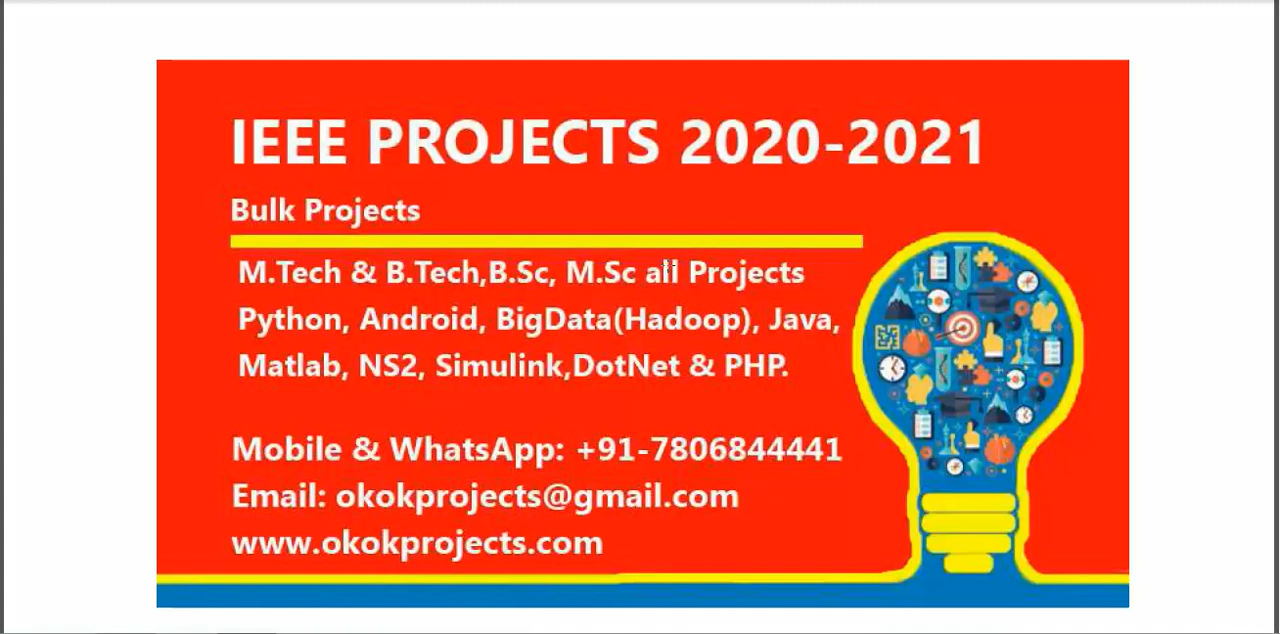 IEEE PROJECTS 2020-2021
Bulk Projects
M.Tech & B.Tech,B.Sc, M.Sc all Projects
Python, Android, BigData(Hadoop), Java,
Matlab, NS2, Simulink,DotNet & PHP.
Mobile & WhatsApp: +91-7806844441
Email: okokprojects@gmail.com
www.okokprojects.com